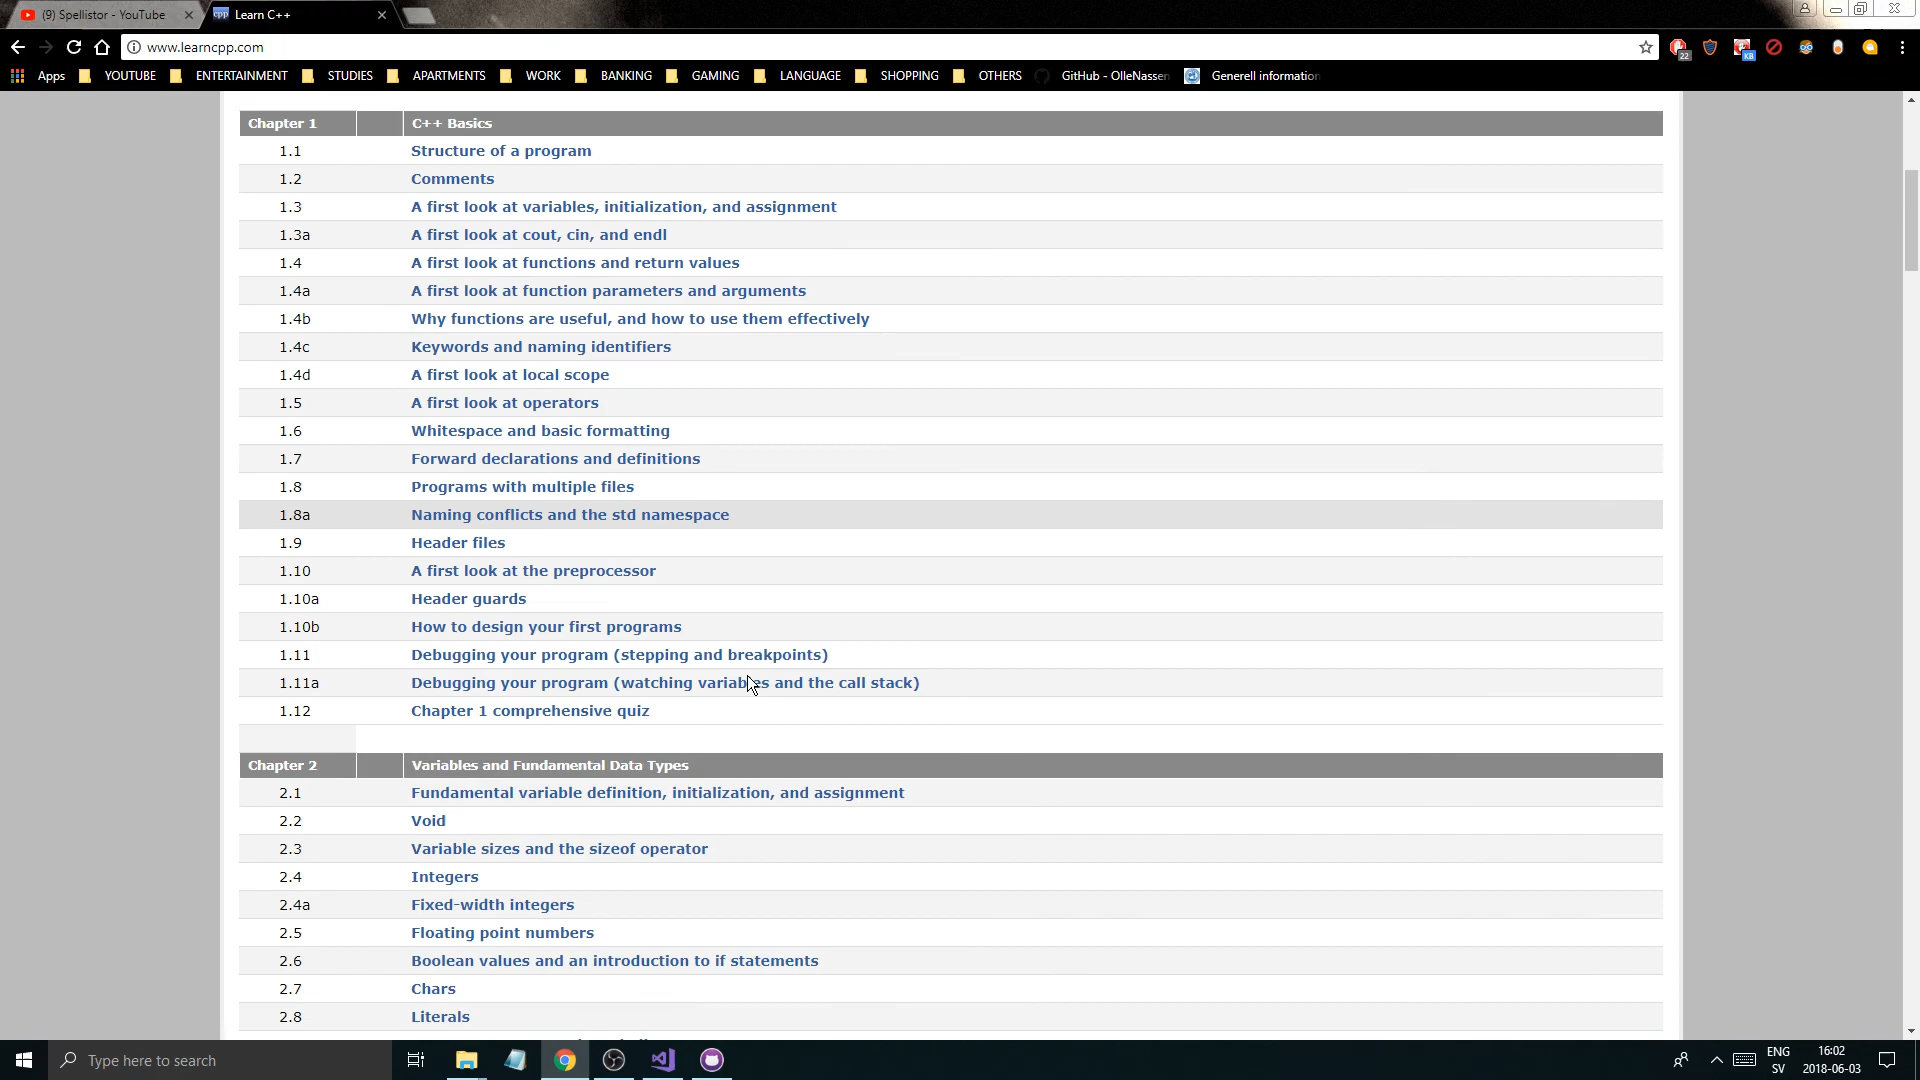 (9) Spellistor - YouTube
Learn C++
www.learncpp.com
22
KB
Apps
YOUTUBE
ENTERTAINMENT
STUDIES
APARTMENTS
WORK
BANKING
GAMING
LANGUAGE
SHOPPING
OTHERS
GitHub - OlleNassen
Generell information
Chapter 1 C++ Basics
1.1 Structure of a program
1.2 Comments
1.3 A first look at variables, initialization, and assignment
1.3a A first look at cout, cin, and endl
1.4 A first look at functions and return values
1.4a A first look at function parameters and arguments
1.4b Why functions are useful, and how to use them effectively
1.4c Keywords and naming identifiers
1.4d A first look at local scope
1.5 A first look at operators
1.6 Whitespace and basic formatting
1.7 Forward declarations and definitions
1.8 Programs with multiple files
1.8a Naming conflicts and the std namespace
1.9 Header files
1.10 A first look at the preprocessor
1.10a Header guards
1.10b How to design your first programs
1.11 Debugging your program (stepping and breakpoints)
1.11a Debugging your program (watching variables and the call stack)
1.12 Chapter 1 comprehensive quiz
Chapter 2 Variables and Fundamental Data Types
2.1 Fundamental variable definition, initialization, and assignment
2.2 Void
2.3 Variable sizes and the sizeof operator
2.4 Integers
2.4a Fixed-width integers
2.5 Floating point numbers
2.6 Boolean values and an introduction to if statements
2.7 Chars
2.8 Literals
Type here to search
ENG
SV
16:02
2018-06-03